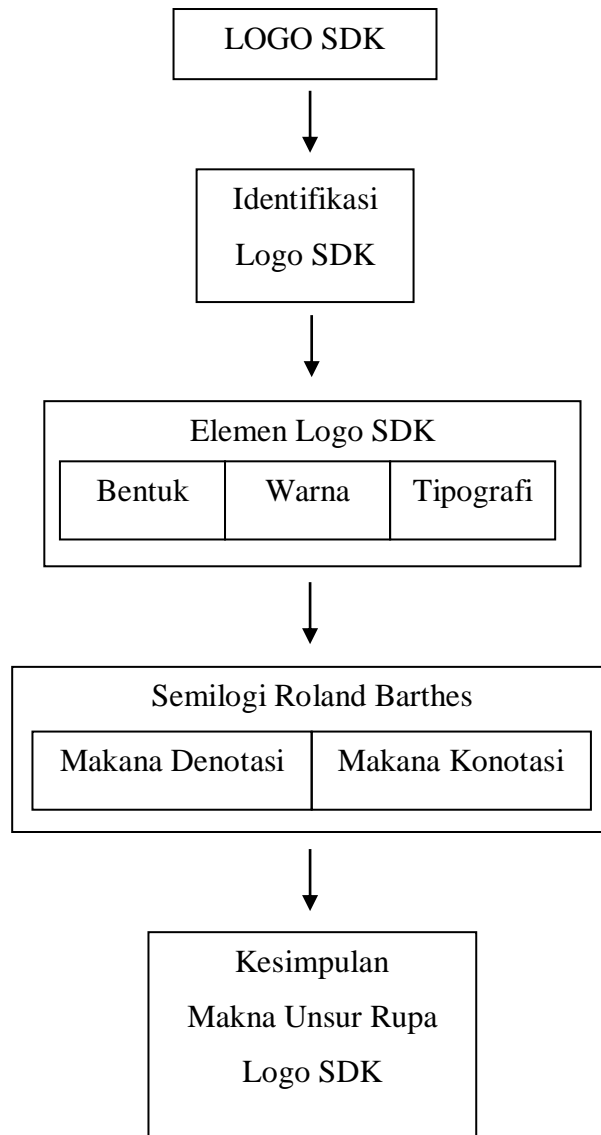 LOGO SDK
Identifikasi
Logo SDK
Elemen Logo SDK
Bentuk Warna Tipografi
Semilogi Roland Barthes
Makana Denotasi Makana Konotasi
Kesimpulan
Makna Unsur Rupa
Logo SDK